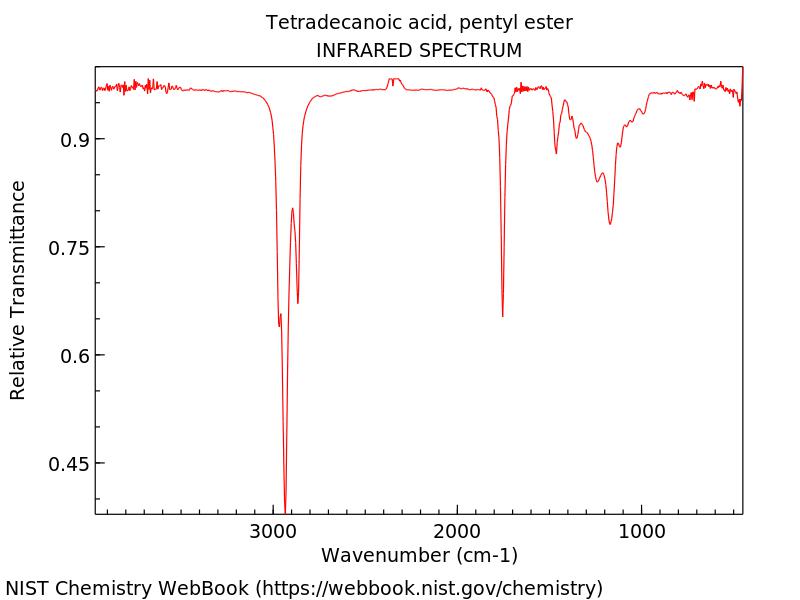 Tetradecanoic acid, pentyl ester
INFRARED SPECTRUM
Relative Transmittance
0.9
0.75
0.6
0.45
3000 2000 1000
Wavenumber (cm-1)
NIST Chemistry WebBook (https://webbook.nist.gov/chemistry)